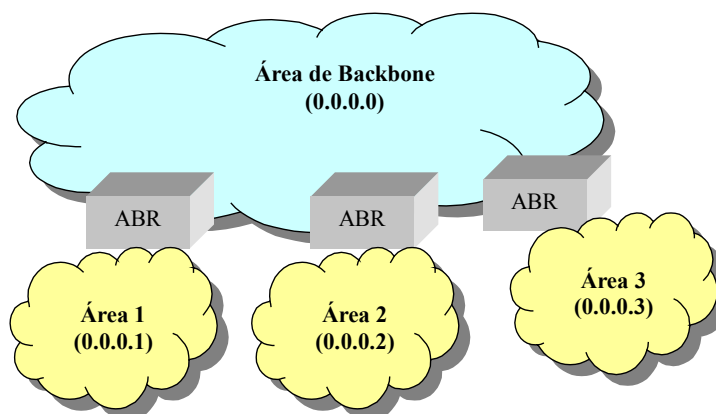 Área de Backbone
(0.0.0.0)
ABR
ABR
ABR
Área 1
(0.0.0.1)
Área 2
(0.0.0.2)
Área 3
(0.0.0.3)